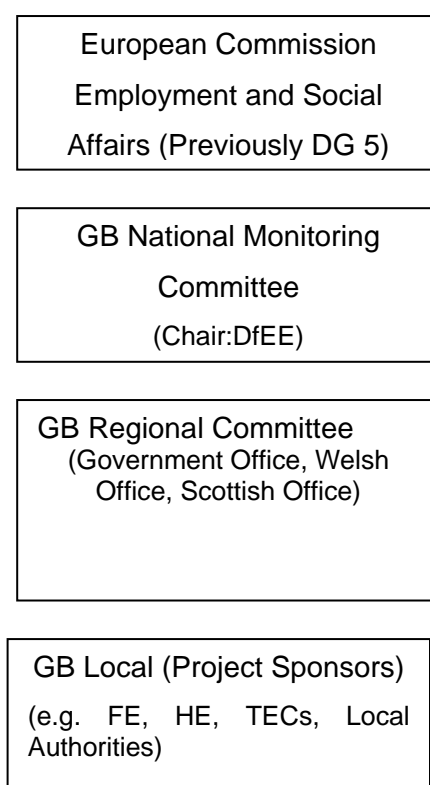 European Commission
Employment and Social
Affairs (Previously DG 5)
GB National Monitoring
Committee
(Chair:DfEE)
GB Regional Committee
(Government Office, Welsh
Office, Scottish Office)
GB Local (Project Sponsors)
(e.g. FE, HE, TECs, Local
Authorities)